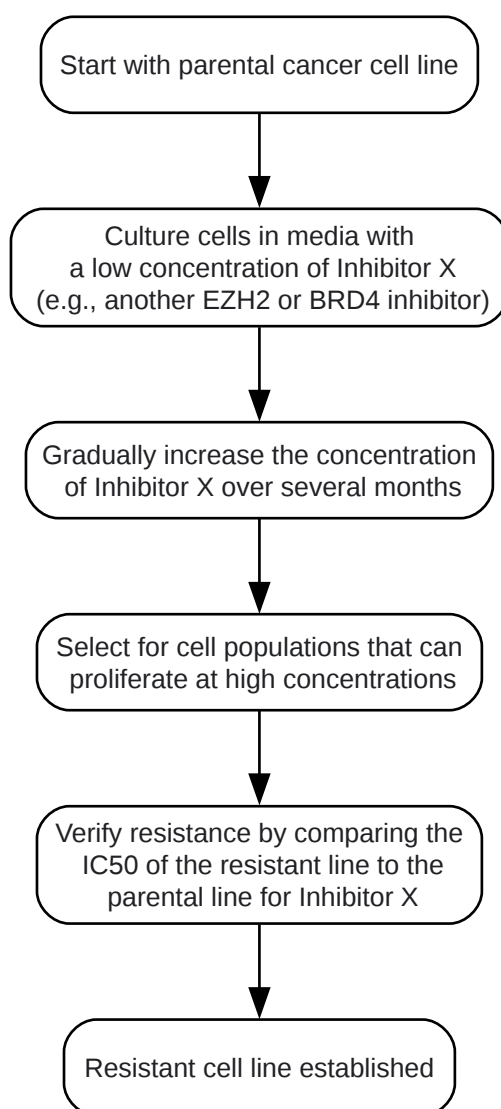 Start with parental cancer cell line
Culture cells in media with
a low concentration of Inhibitor X
(e.g., another EZH2 or BRD4 inhibitor)
Gradually increase the concentration
of Inhibitor X over several months
Select for cell populations that can
proliferate at high concentrations
Verify resistance by comparing the
IC50 of the resistant line to the
parental line for Inhibitor X
Resistant cell line established